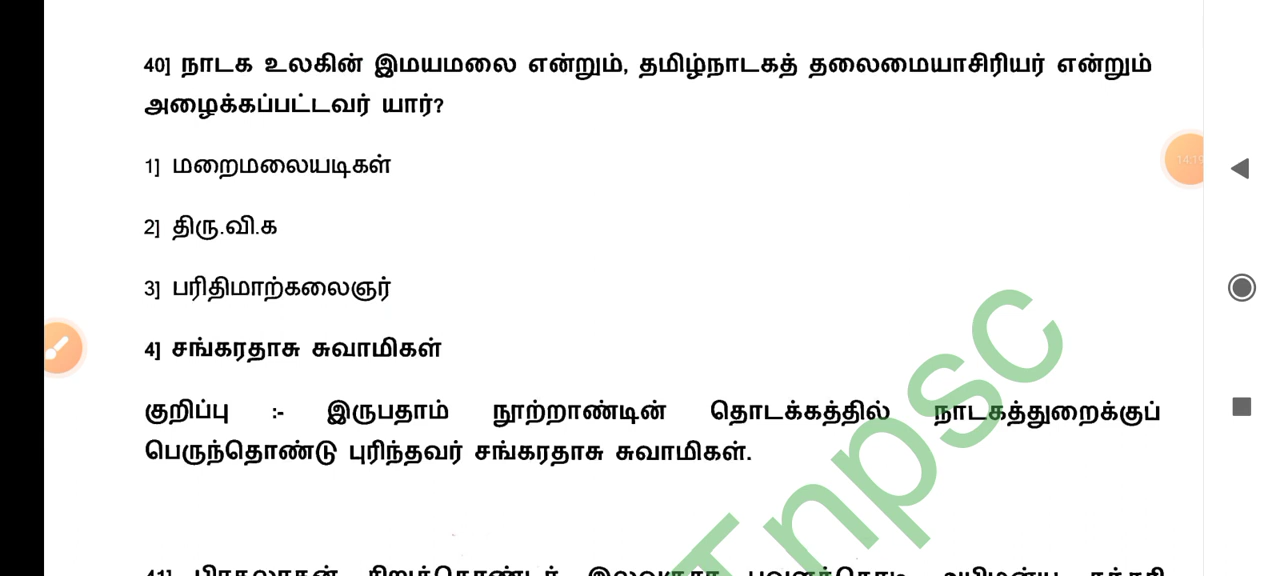 40] நாடக உலகின் இமயமலை என்றும், தமிழ்நாடகத் தலைமையாசிரியர் என்றும்
அழைக்கப்பட்டவர் யார்?
1] மறைமலையடிகள்
2] திரு.வி.க
3] பரிதிமாற்கலைஞர்
4] சங்கரதாசு சுவாமிகள்
குறிப்பு :- இருபதாம் நூற்றாண்டின் தொடக்கத்தில் நாடகத்துறைக்குப்
பெருந்தொண்டு புரிந்தவர் சங்கரதாசு சுவாமிகள்.
Tnpsc
14:19